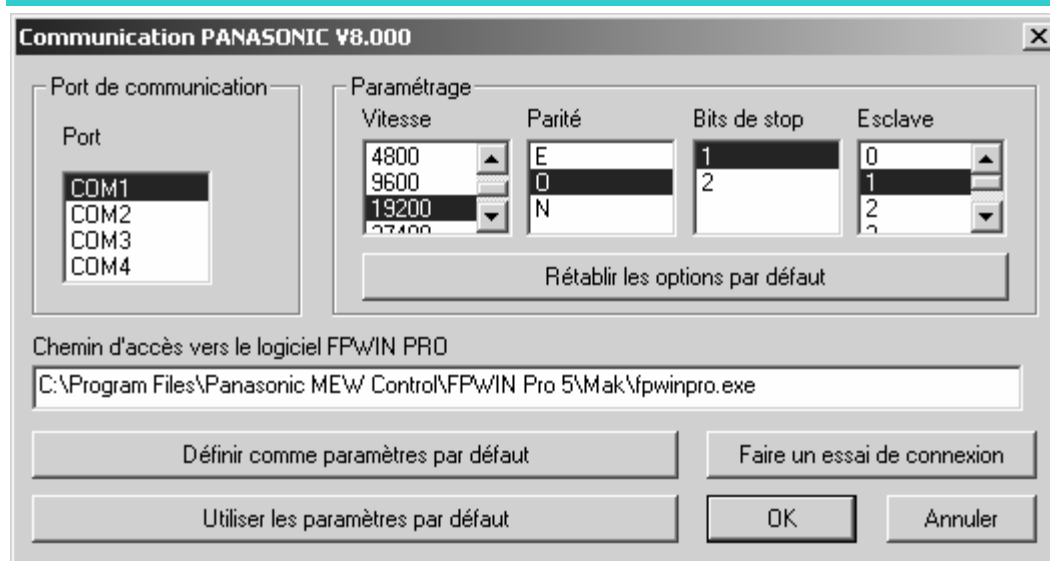 Communication PANASONIC V8.000
Port de communication
Port
COM1
COM2
COM3
COM4
Paramétrage
Vitesse
4800
9600
19200
Parité
E
O
N
Bits de stop
1
2
Esclave
0
1
2
Rétablir les options par défaut
Chemin d'accès vers le logiciel FPWIN PRO
C:\Program Files\Panasonic MEW Control\FPWIN Pro 5\Mak\fpwinpro.exe
Définir comme paramètres par défaut
Faire un essai de connexion
Utiliser les paramètres par défaut
OK
Annuler